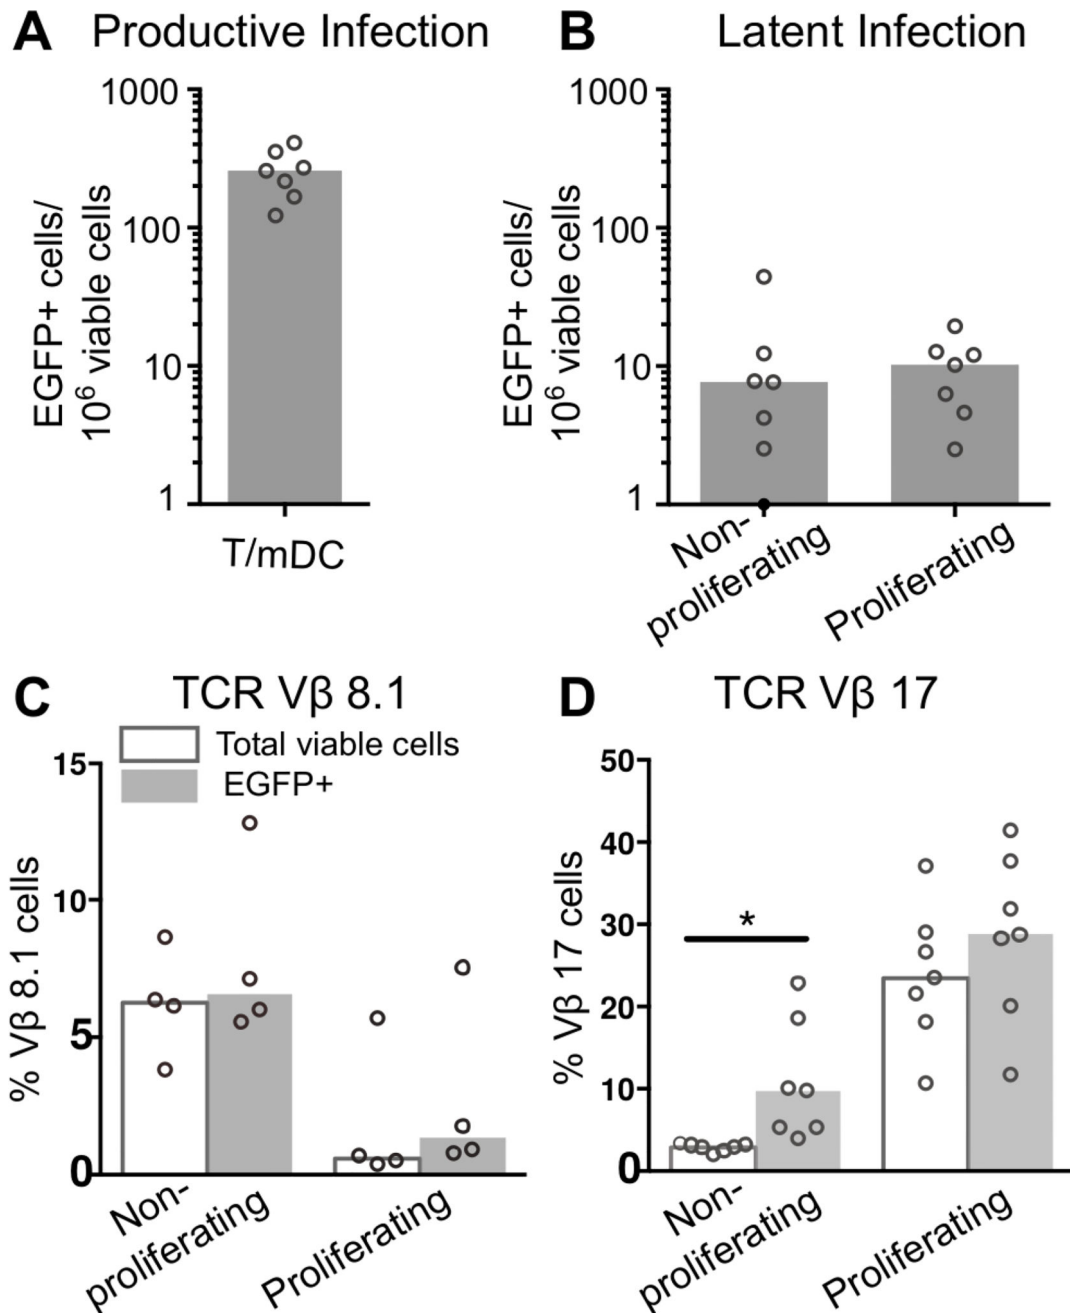 A Productive Infection
EGFP+ cells/
10⁶ viable cells
1000
100
10
1
T/mDC
B Latent Infection
EGFP+ cells/
10⁶ viable cells
1000
100
10
1
Non-
proliferating
Proliferating
C TCR Vβ 8.1
Total viable cells
EGFP+
% Vβ 8.1 cells
15
10
5
0
Non-
proliferating
Proliferating
D TCR Vβ 17
% Vβ 17 cells
50
40
30
20
10
0
*
Non-
proliferating
Proliferating